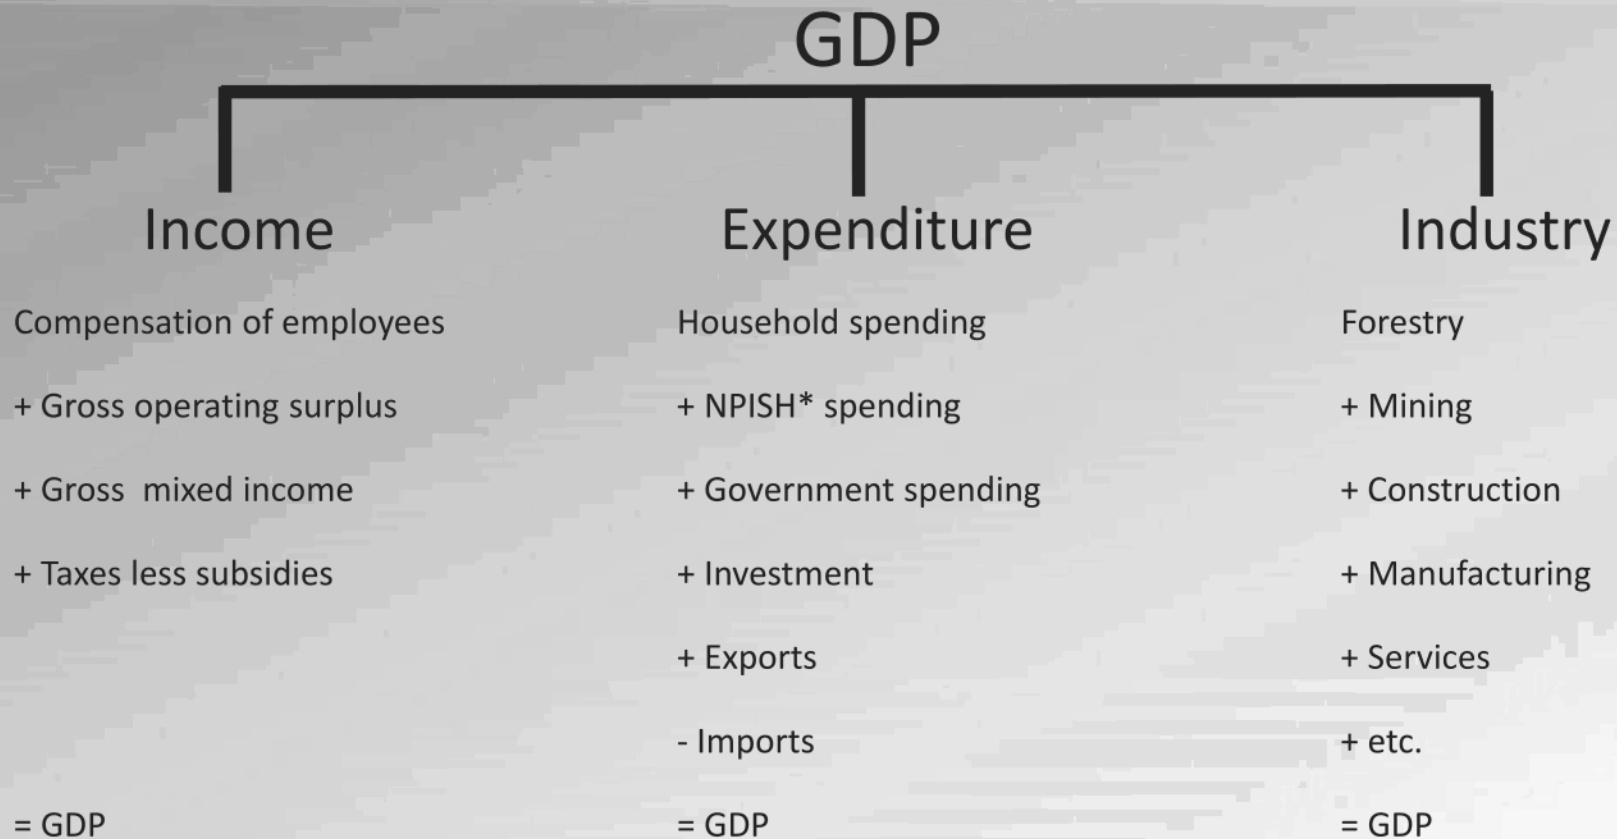 GDP
Income
Compensation of employees
+ Gross operating surplus
+ Gross  mixed income
+ Taxes less subsidies
= GDP
Expenditure
Household spending
+ NPISH* spending
+ Government spending
+ Investment
+ Exports
- Imports
= GDP
Industry
Forestry
+ Mining
+ Construction
+ Manufacturing
+ Services
+ etc.
= GDP